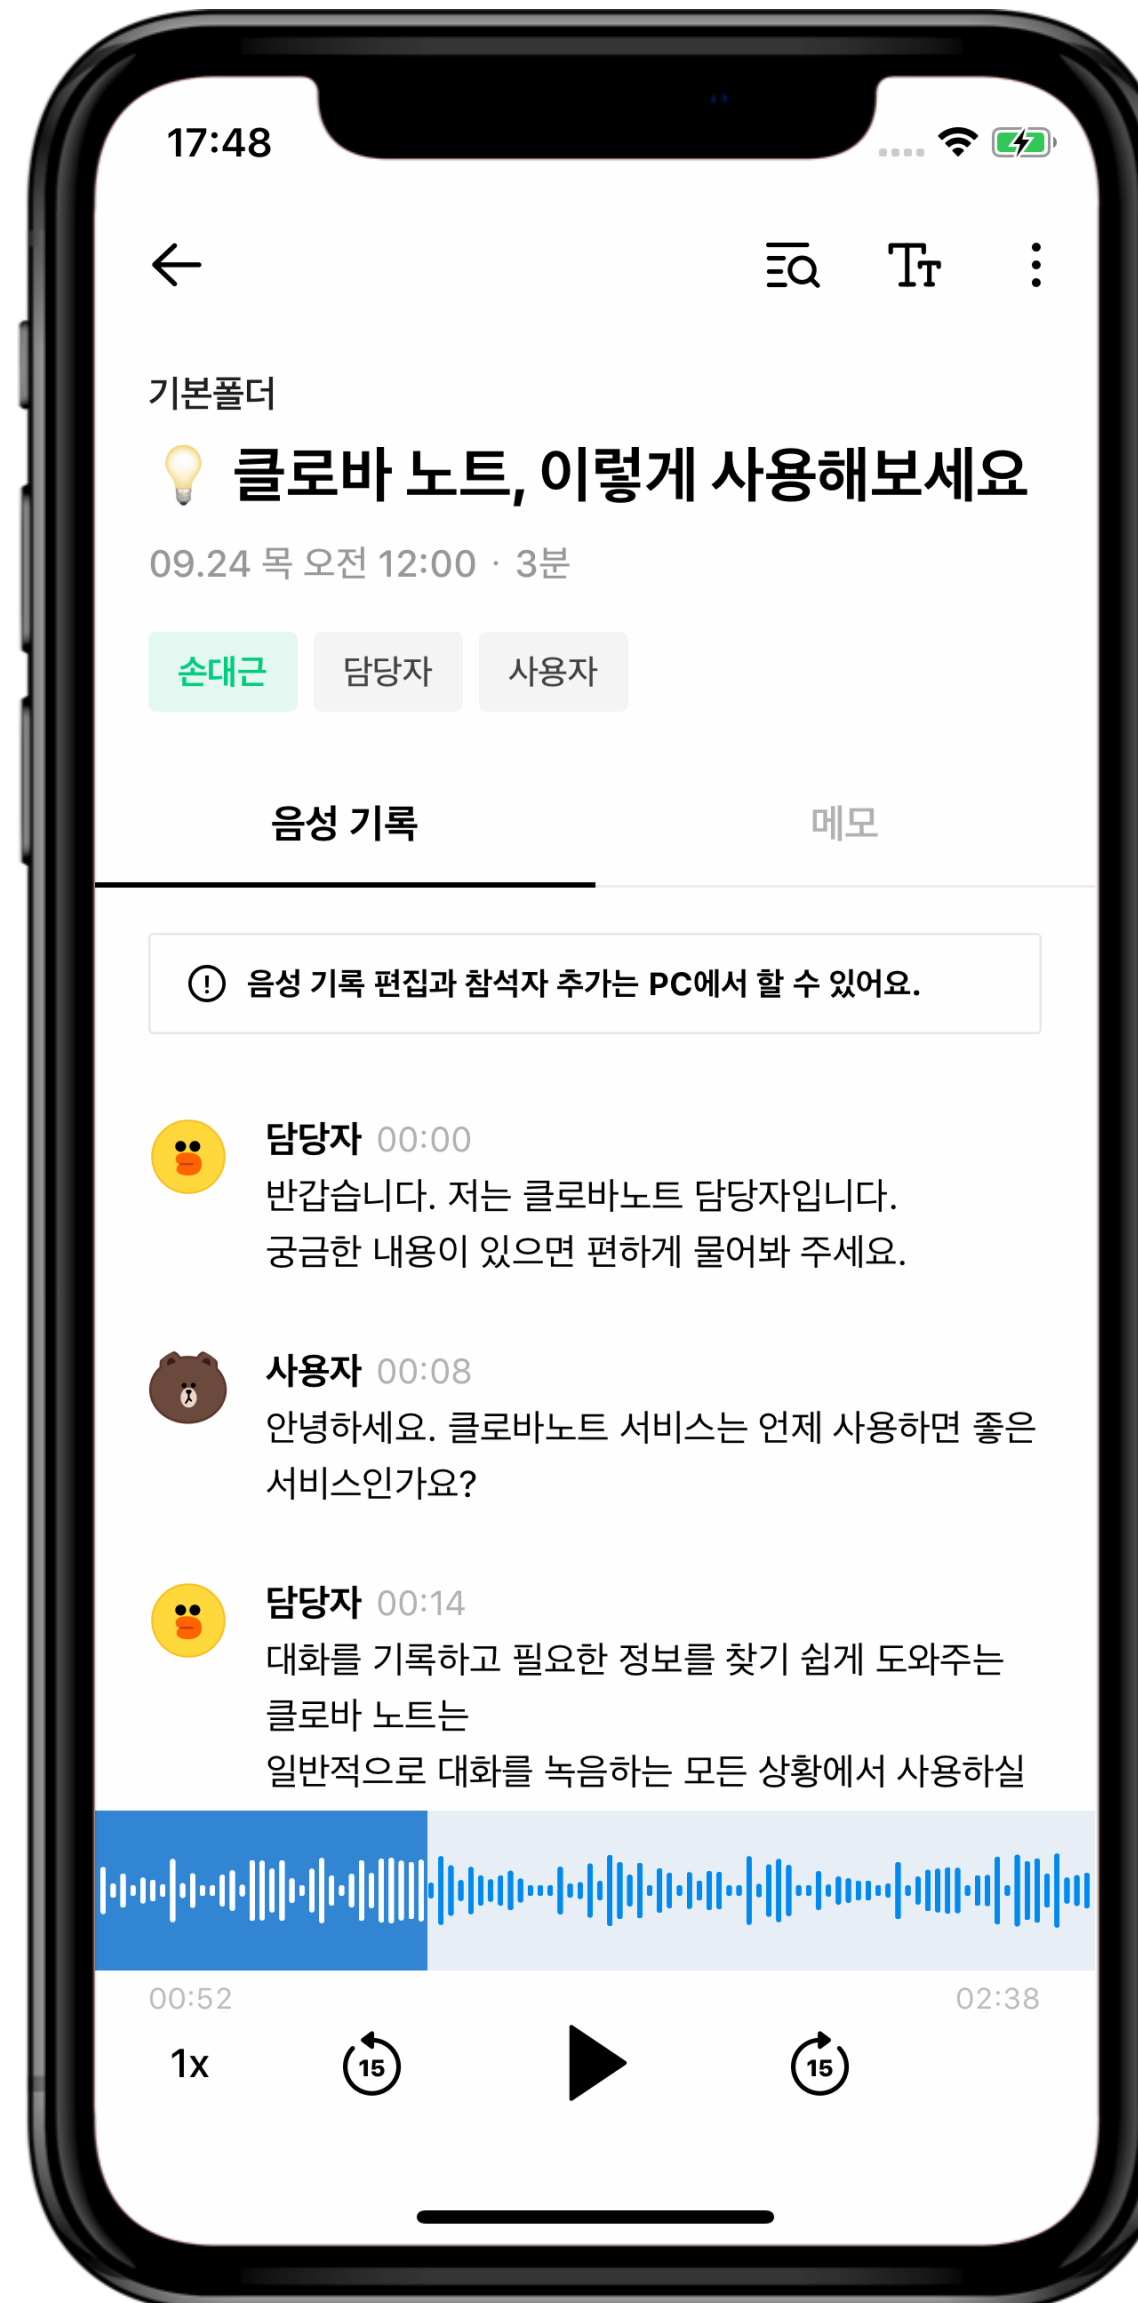 17:48
기본폴더
💡 클로바 노트, 이렇게 사용해보세요
09.24 목 오전 12:00 · 3분
손대근 담당자 사용자
음성 기록 메모
음성 기록 편집과 참석자 추가는 PC에서 할 수 있어요.
담당자 00:00
반갑습니다. 저는 클로바노트 담당자입니다.
궁금한 내용이 있으면 편하게 물어봐 주세요.
사용자 00:08
안녕하세요. 클로바노트 서비스는 언제 사용하면 좋은
서비스인가요?
담당자 00:14
대화를 기록하고 필요한 정보를 찾기 쉽게 도와주는
클로바 노트는
일반적으로 대화를 녹음하는 모든 상황에서 사용하실
00:52 02:38
1x 15 15